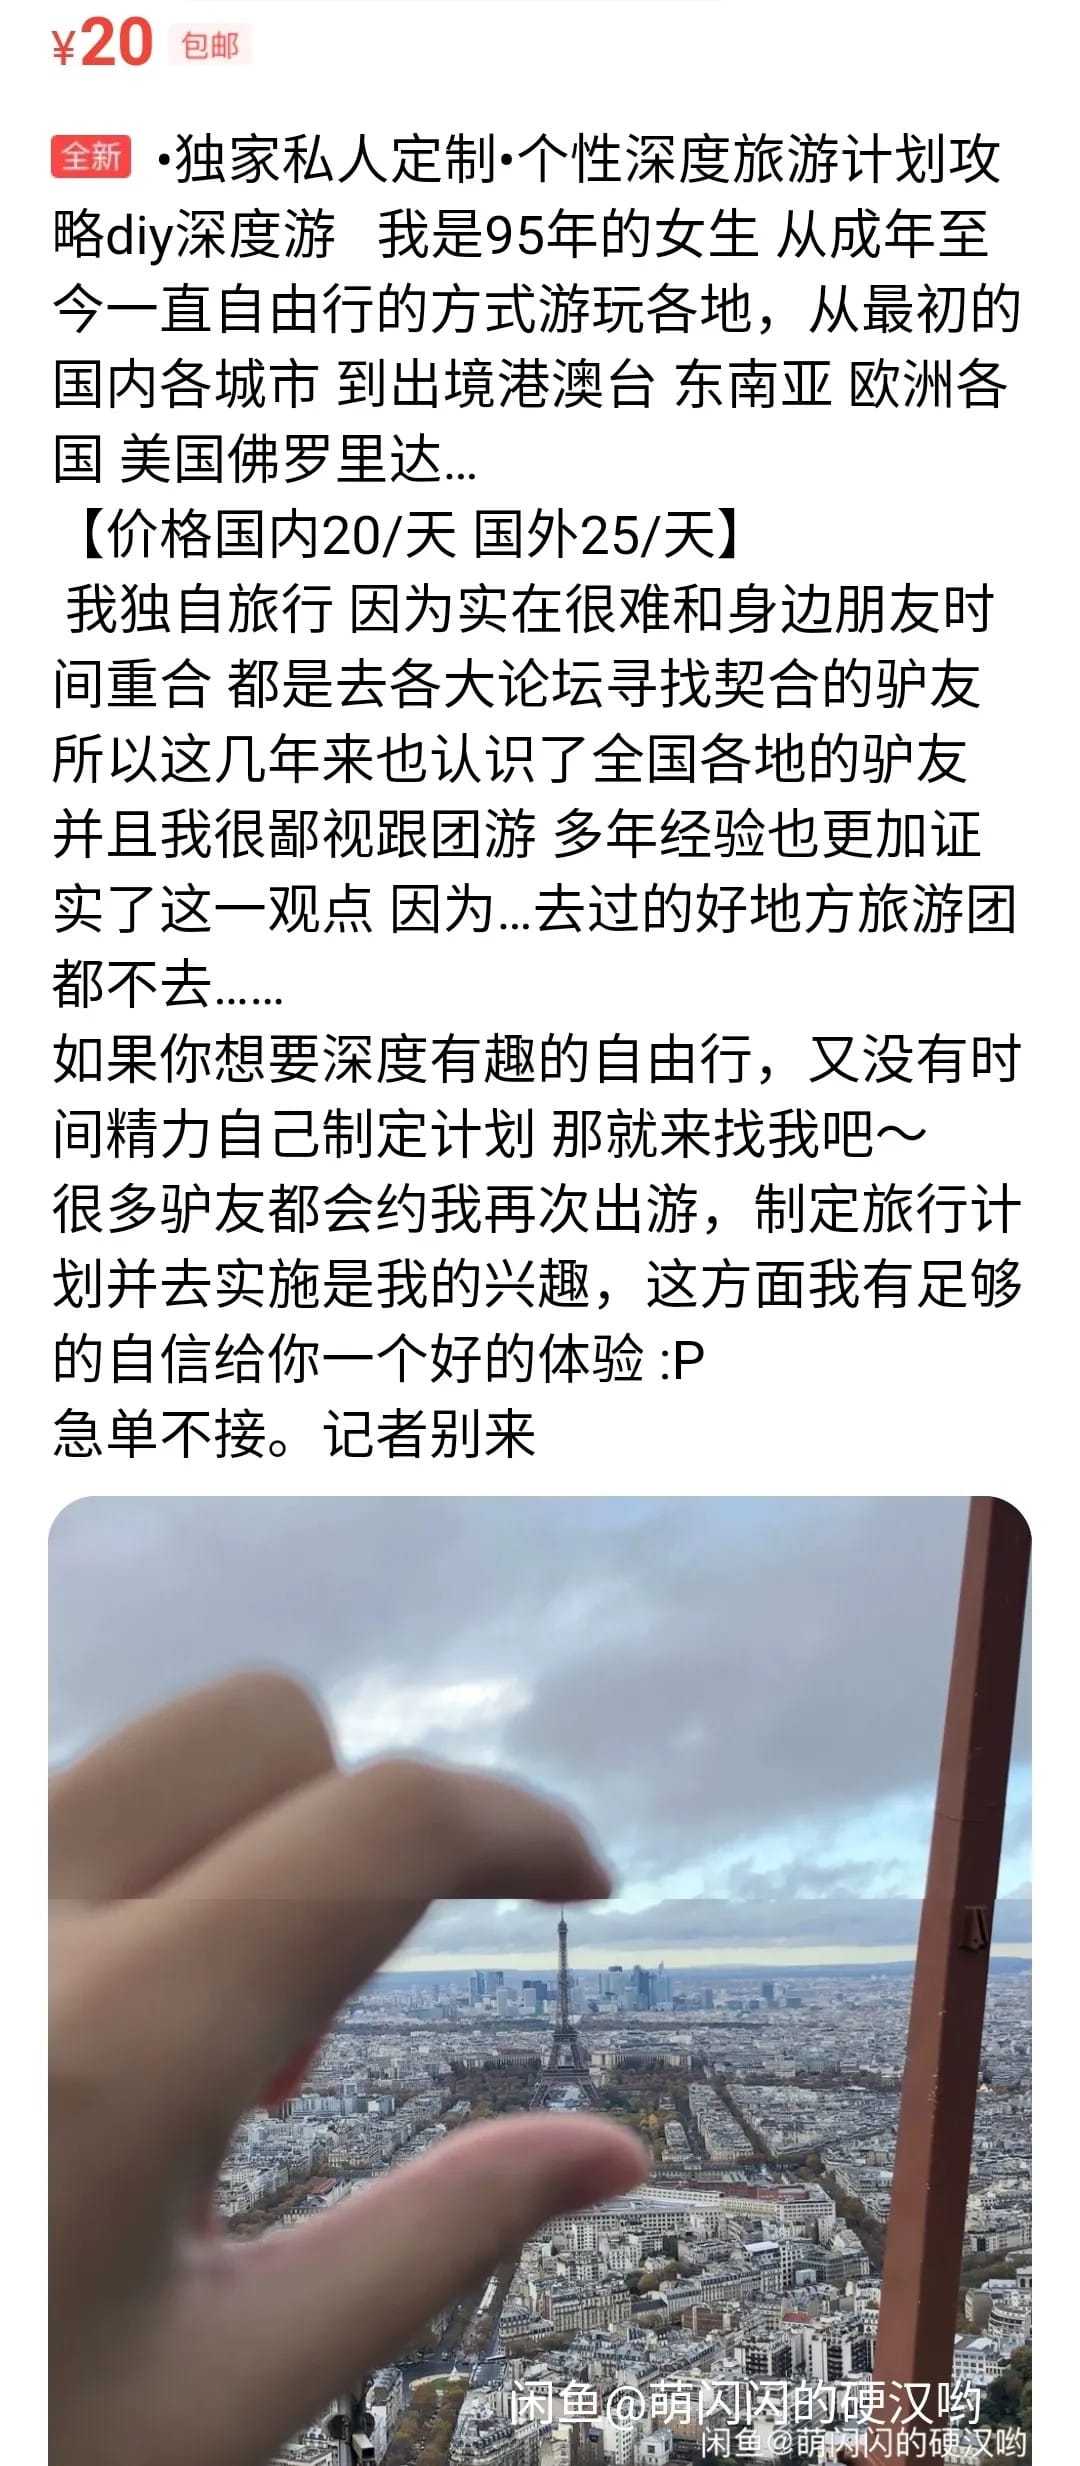 ¥20 包邮
全新 •独家私人定制•个性深度旅游计划攻
略diy深度游 我是95年的女生 从成年至
今一直自由行的方式游玩各地，从最初的
国内各城市 到出境港澳台 东南亚 欧洲各
国 美国佛罗里达...
【价格国内20/天 国外25/天】
我独自旅行 因为实在很难和身边朋友时
间重合 都是去各大论坛寻找契合的驴友
所以这几年来也认识了全国各地的驴友
并且我很鄙视跟团游 多年经验也更加证
实了这一观点 因为...去过的好地方旅游团
都不去......
如果你想要深度有趣的自由行，又没有时
间精力自己制定计划 那就来找我吧～
很多驴友都会约我再次出游，制定旅行计
划并去实施是我的兴趣，这方面我有足够
的自信给你一个好的体验 :P
急单不接。记者别来
闲鱼@萌闪闪的硬汉哟
闲鱼@萌闪闪的硬汉哟